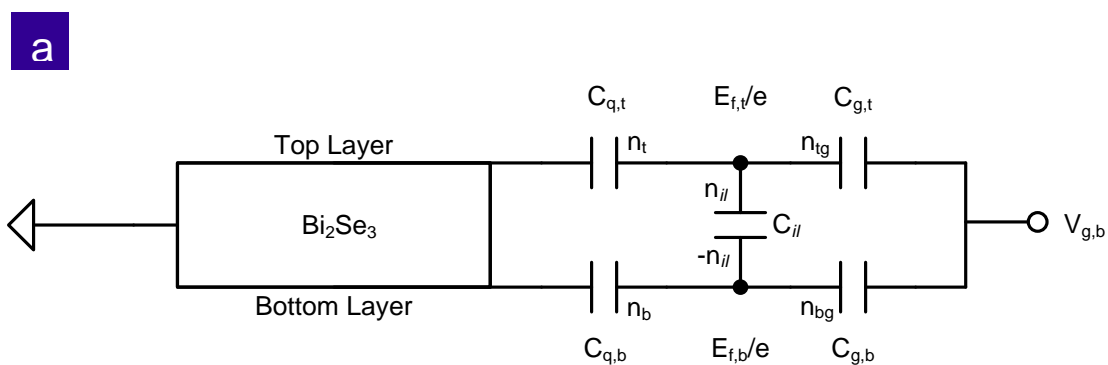 a
C_q,t E_f,t/e C_g,t
Top Layer n_t n_tg
n_il
Bi₂Se₃ C_il V_g,b
-n_il
Bottom Layer n_b n_bg
C_q,b E_f,b/e C_g,b